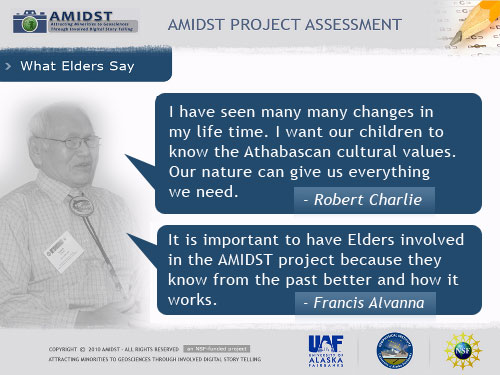 AMIDST
Attracting Minorities to Geosciences
Through Involved Digital Story Telling
AMIDST PROJECT ASSESSMENT
What Elders Say
I have seen many many changes in
my life time. I want our children to
know the Athabascan cultural values.
Our nature can give us everything
we need.
- Robert Charlie
It is important to have Elders involved
in the AMIDST project because they
know from the past better and how it
works.
- Francis Alvanna
COPYRIGHT © 2010 AMIDST - ALL RIGHTS RESERVED an NSF-funded project
ATTRACTING MINORITIES TO GEOSCIENCES THROUGH INVOLVED DIGITAL STORY TELLING
UAF
UNIVERSITY OF
ALASKA
FAIRBANKS
NSF